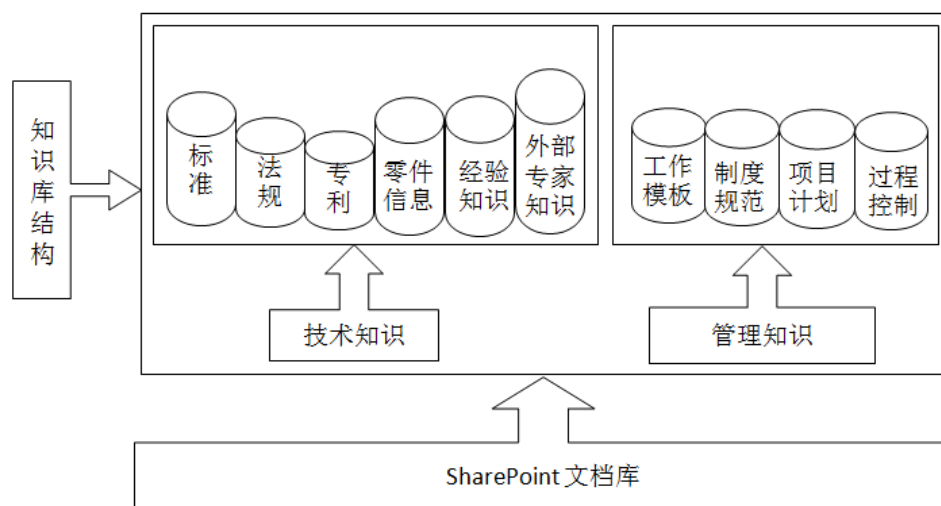 知
识
库
结
构
标
准
法
规
专
利
零件
信息
经验
知识
外部
专家
知识
工作
模板
制度
规范
项目
计划
过程
控制
技术知识
管理知识
SharePoint 文档库